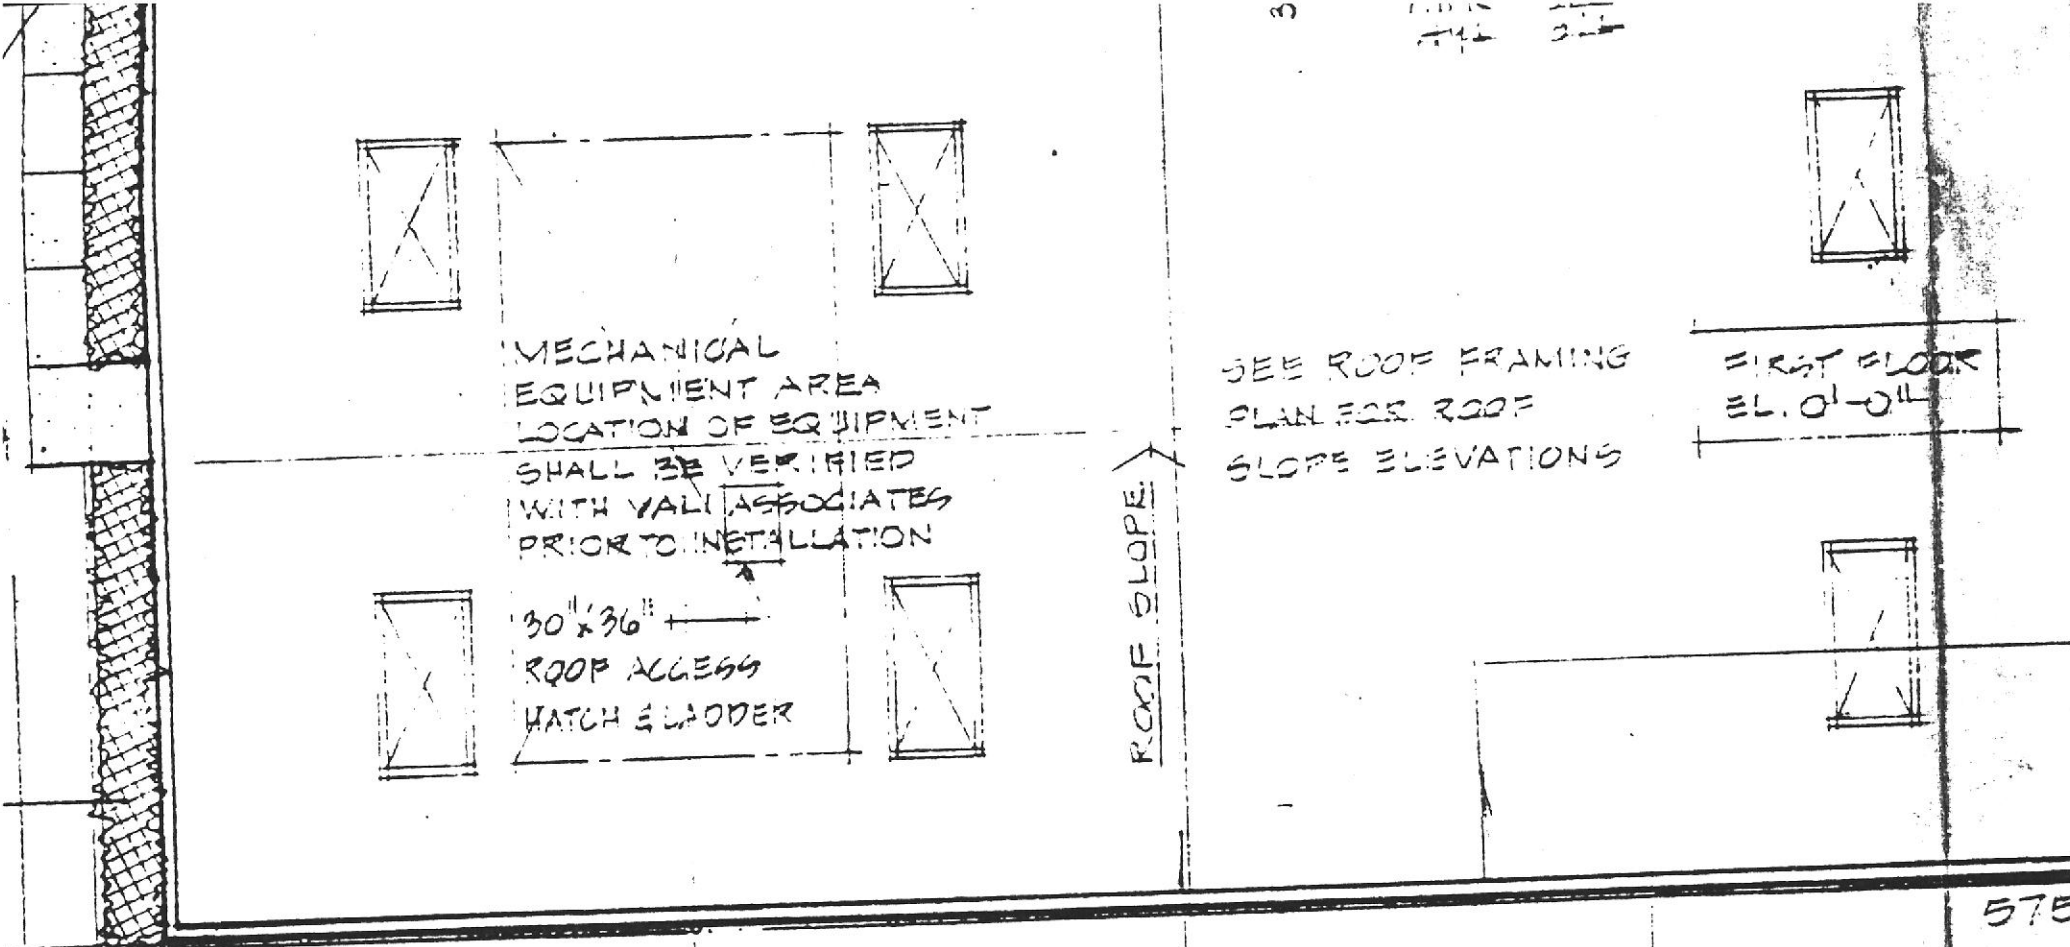 MECHANICAL
EQUIPMENT AREA
LOCATION OF EQUIPMENT
SHALL BE VERIFIED
WITH VALI ASSOCIATES
PRIOR TO INSTALLATION
30"x36"
ROOF ACCESS
HATCH & LADDER
ROOF SLOPE
SEE ROOF FRAMING
PLAN FOR ROOF
SLOPE ELEVATIONS
FIRST FLOOR
EL. 0'-0"
3
575